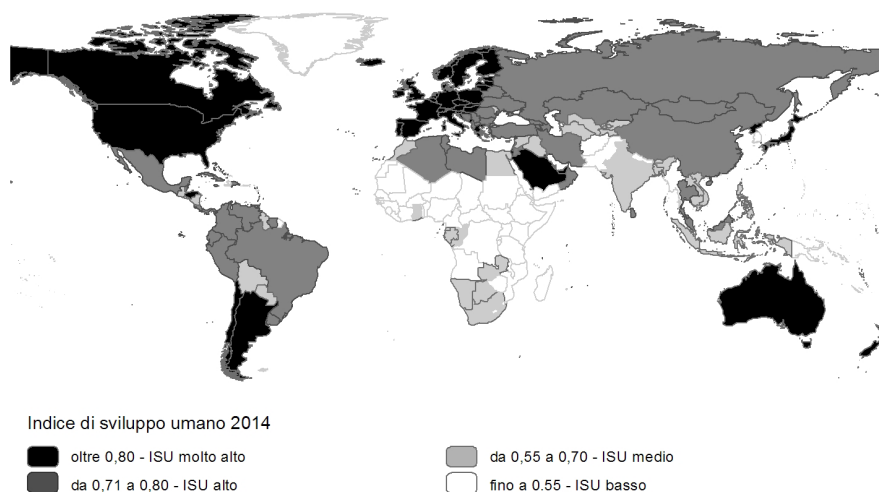 Indice di sviluppo umano 2014
oltre 0,80 - ISU molto alto
da 0,71 a 0,80 - ISU alto
da 0,55 a 0,70 - ISU medio
fino a 0.55 - ISU basso